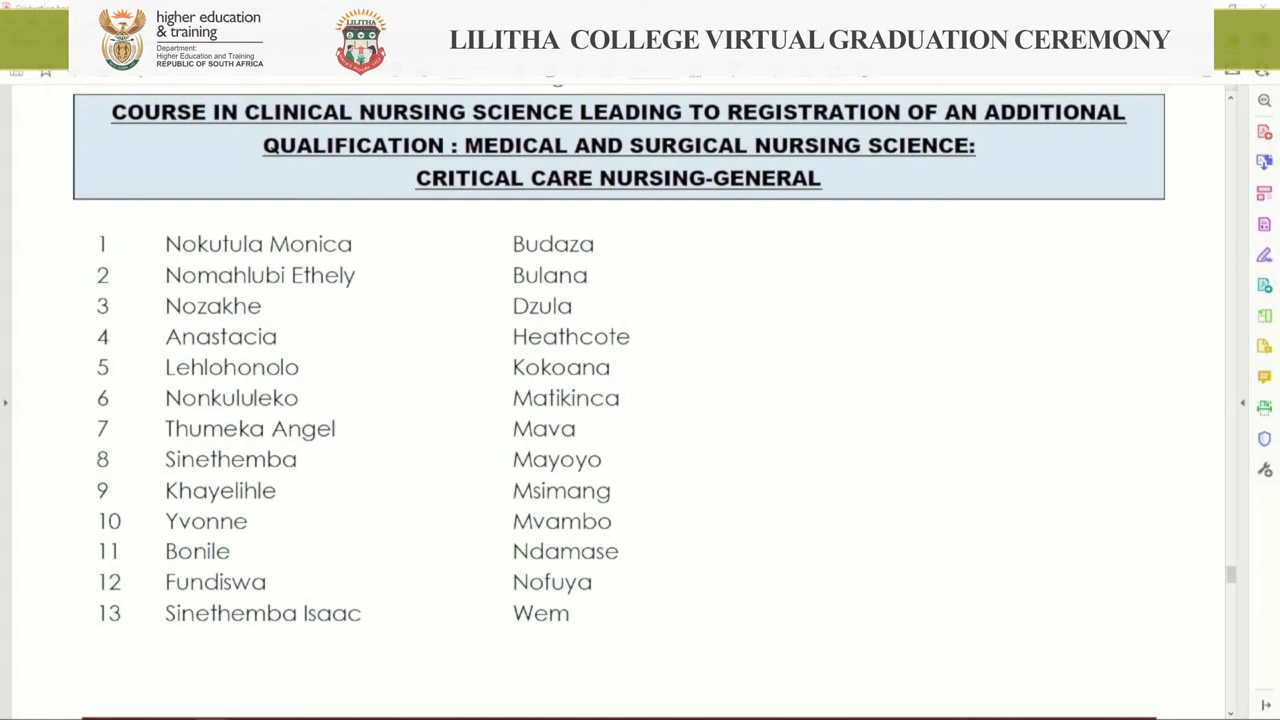 higher education
& training
Department:
Higher Education and Training
REPUBLIC OF SOUTH AFRICA
LILITHA
LILITHA COLLEGE VIRTUAL GRADUATION CEREMONY
COURSE IN CLINICAL NURSING SCIENCE LEADING TO REGISTRATION OF AN ADDITIONAL
QUALIFICATION : MEDICAL AND SURGICAL NURSING SCIENCE:
CRITICAL CARE NURSING-GENERAL
1 Nokutula Monica Budaza
2 Nomahlubi Ethely Bulana
3 Nozakhe Dzula
4 Anastacia Heathcote
5 Lehlohonolo Kokoana
6 Nonkululeko Matikinca
7 Thumeka Angel Mava
8 Sinethemba Mayoyo
9 Khayelihle Msimang
10 Yvonne Mvambo
11 Bonile Ndamase
12 Fundiswa Nofuya
13 Sinethemba Isaac Wem